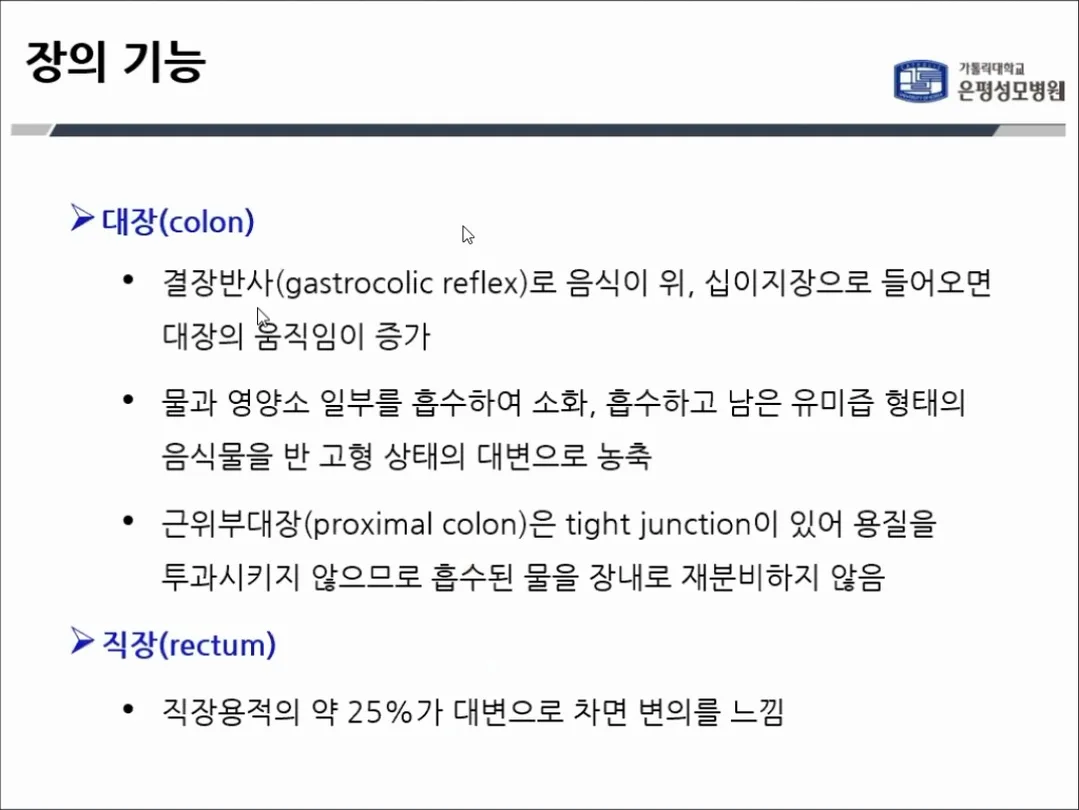 장의 기능
가톨릭대학교
은평성모병원
➢ 대장(colon)
• 결장반사(gastrocolic reflex)로 음식이 위, 십이지장으로 들어오면
대장의 움직임이 증가
• 물과 영양소 일부를 흡수하여 소화, 흡수하고 남은 유미즙 형태의
음식물을 반 고형 상태의 대변으로 농축
• 근위부대장(proximal colon)은 tight junction이 있어 용질을
투과시키지 않으므로 흡수된 물을 장내로 재분비하지 않음
➢ 직장(rectum)
• 직장용적의 약 25%가 대변으로 차면 변의를 느낌